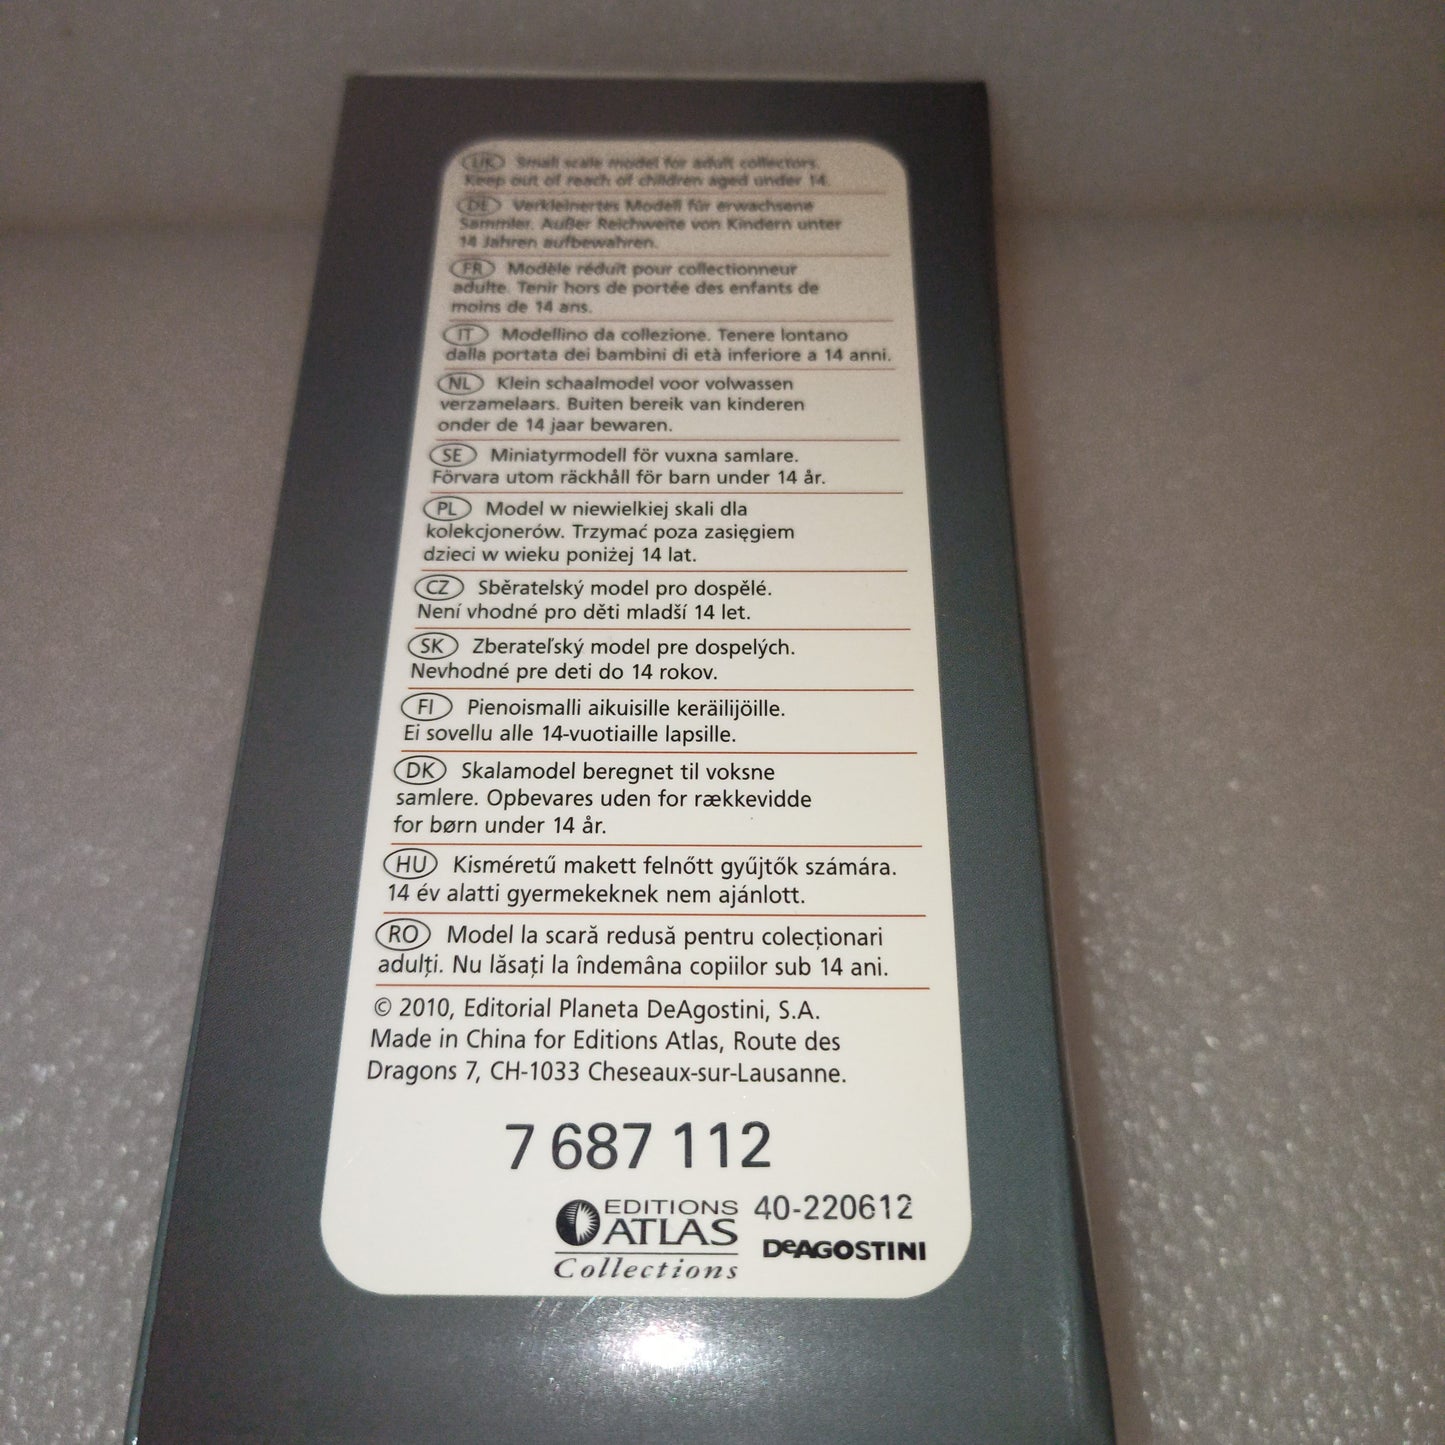 UK Small scale model for adult collectors.
Keep out of reach of children aged under 14.
DE Verkleinertes Modell für erwachsene
Sammler. Außer Reichweite von Kindern unter
14 Jahren aufbewahren.
FR Modèle réduit pour collectionneur
adulte. Tenir hors de portée des enfants de
moins de 14 ans.
IT Modellino da collezione. Tenere lontano
dalla portata dei bambini di età inferiore a 14 anni.
NL Klein schaalmodel voor volwassen
verzamelaars. Buiten bereik van kinderen
onder de 14 jaar bewaren.
SE Miniatyrmodell för vuxna samlare.
Förvara utom räckhåll för barn under 14 år.
PL Model w niewielkiej skali dla
kolekcjonerów. Trzymać poza zasięgiem
dzieci w wieku poniżej 14 lat.
CZ Sběratelský model pro dospělé.
Není vhodné pro děti mladší 14 let.
SK Zberateľský model pre dospelých.
Nevhodné pre deti do 14 rokov.
FI Pienoismalli aikuisille keräilijöille.
Ei sovellu alle 14-vuotiaille lapsille.
DK Skalamodel beregnet til voksne
samlere. Opbevares uden for rækkevidde
for børn under 14 år.
HU Kisméretű makett felnőtt gyűjtők számára.
14 év alatti gyermekeknek nem ajánlott.
RO Model la scară redusă pentru colecționari
adulți. Nu lăsați la îndemâna copiilor sub 14 ani.
© 2010, Editorial Planeta DeAgostini, S.A.
Made in China for Editions Atlas, Route des
Dragons 7, CH-1033 Cheseaux-sur-Lausanne.
7 687 112
EDITIONS
ATLAS
Collections
40-220612
DeAGOSTINI